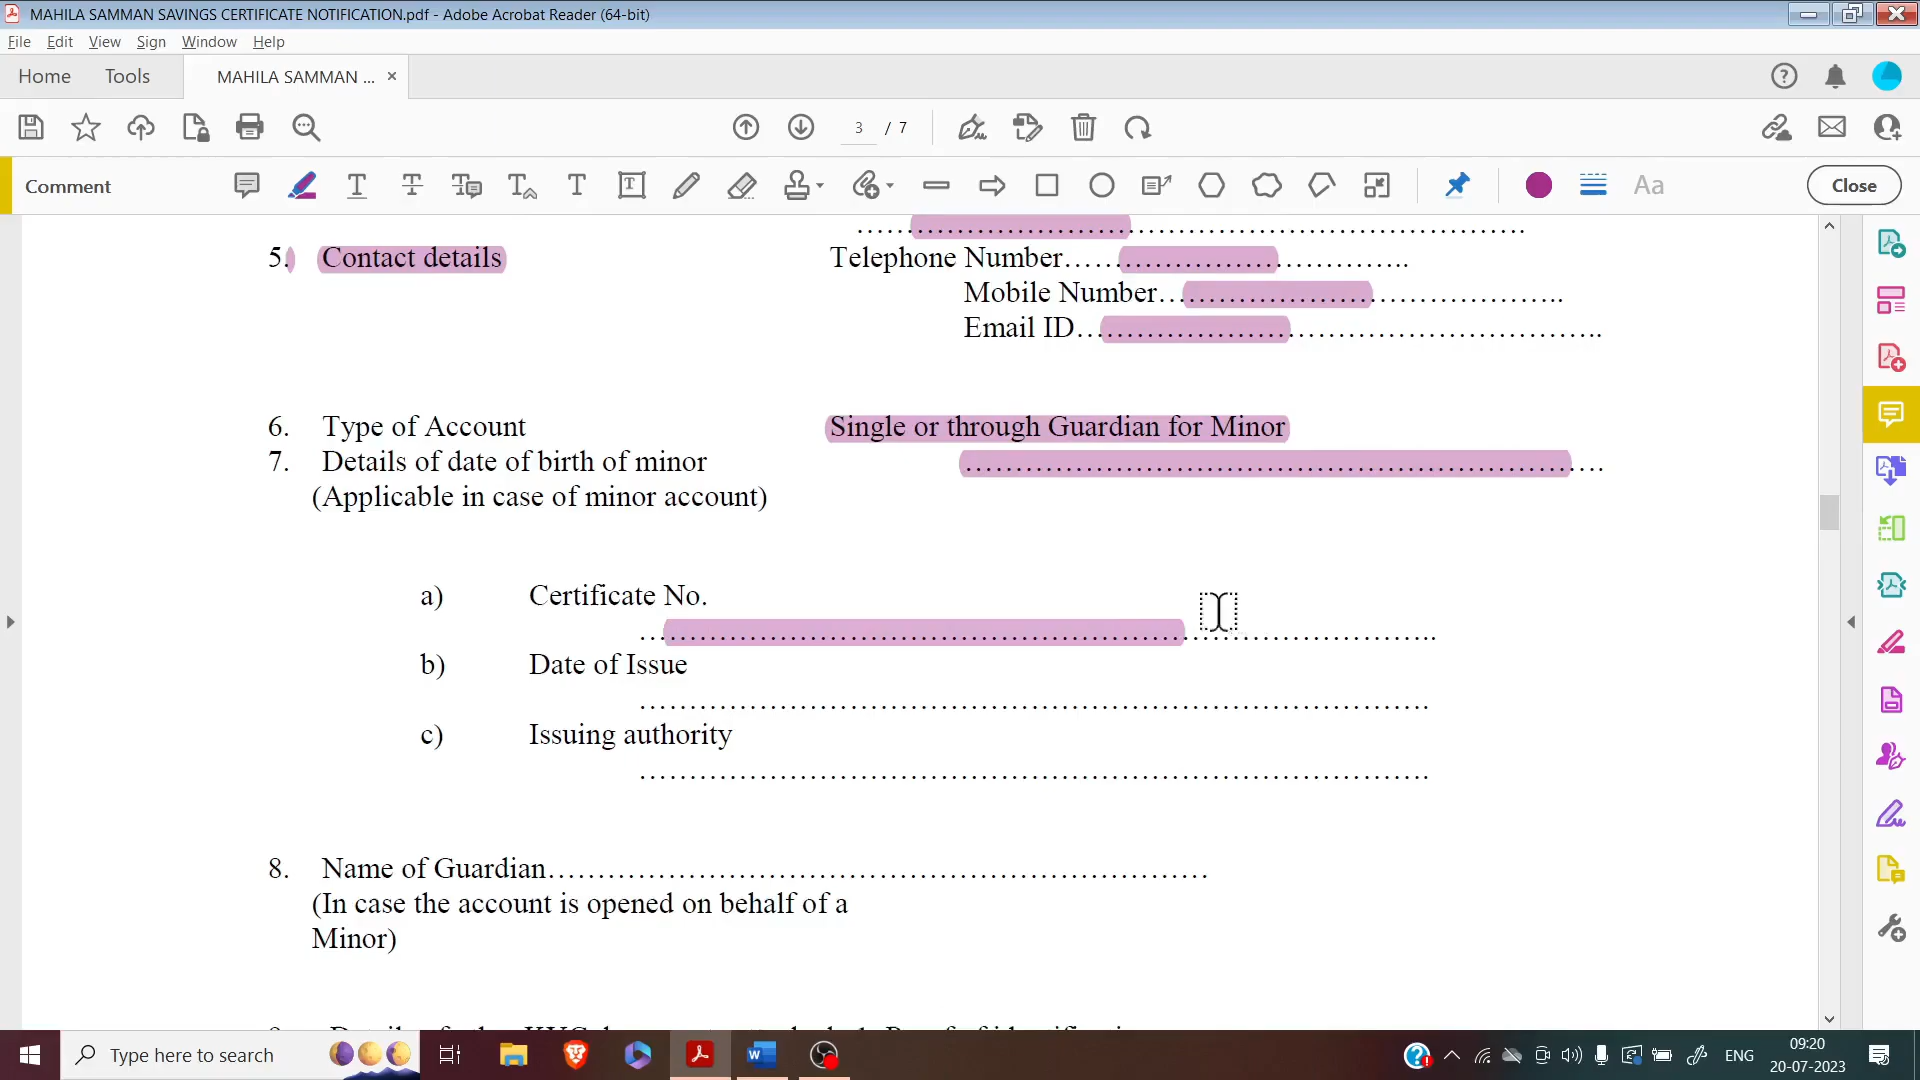 MAHILA SAMMAN SAVINGS CERTIFICATE NOTIFICATION.pdf - Adobe Acrobat Reader (64-bit)
File Edit View Sign Window Help
Home Tools MAHILA SAMMAN ... ×
3 / 7
Comment Aa Close
……………………………………………………………….
5. Contact details Telephone Number……………………………..
Mobile Number…………………………………..
Email ID……………………………………………..
6. Type of Account Single or through Guardian for Minor
7. Details of date of birth of minor ……………………………………………………….
(Applicable in case of minor account)
a) Certificate No.
……………………………………………………………………..
b) Date of Issue
…………………………………………………………………….
c) Issuing authority
…………………………………………………………………….
8. Name of Guardian…………………………………………………………
(In case the account is opened on behalf of a
Minor)
Type here to search
ENG
09:20
20-07-2023